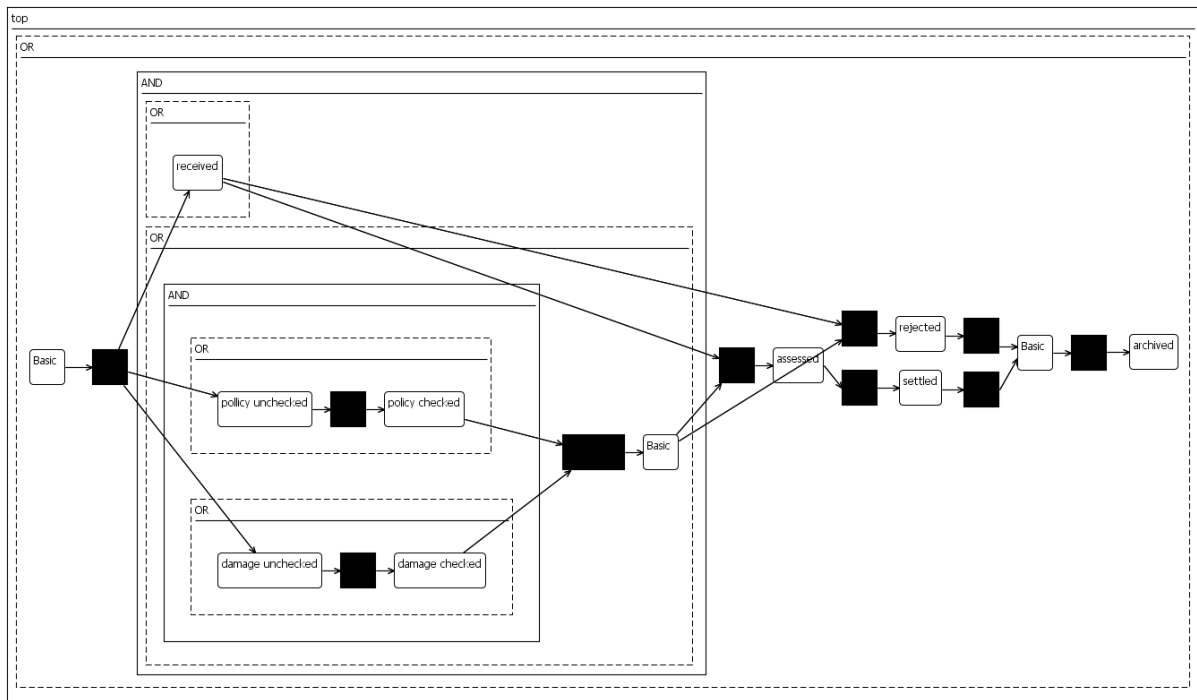 top
OR
AND
OR
received
OR
AND
OR
pollicy unchecked
policy checked
OR
damage unchecked
damage checked
Basic
Basic
assessed
rejected
settled
Basic
archived